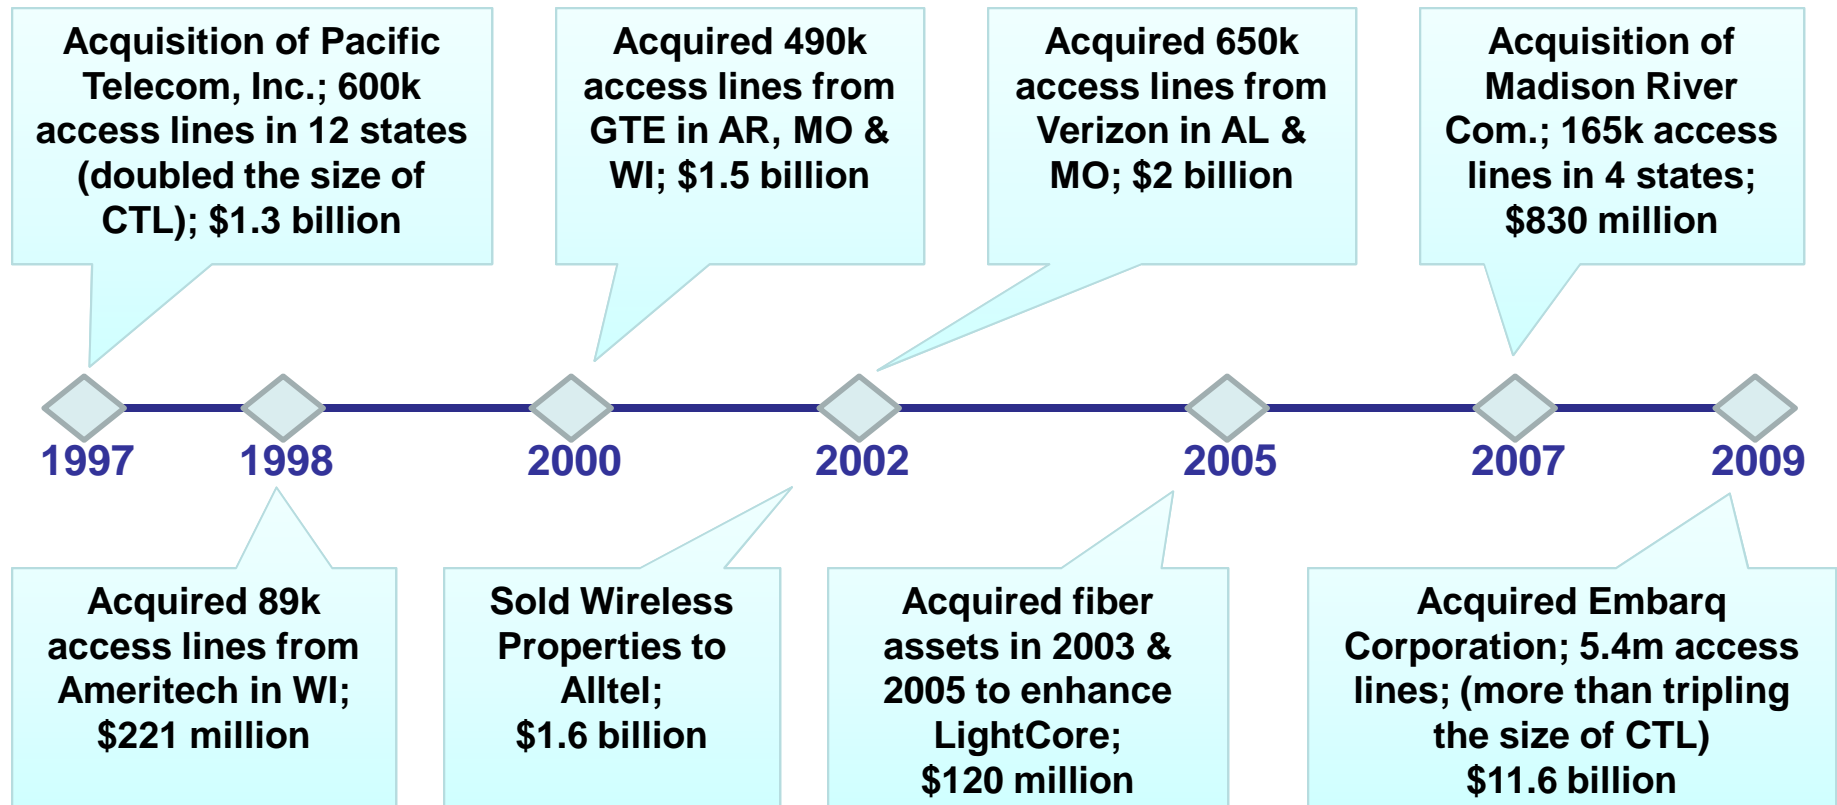 Acquisition of Pacific
Telecom, Inc.; 600k
access lines in 12 states
(doubled the size of
CTL); $1.3 billion
Acquired 490k
access lines from
GTE in AR, MO &
WI; $1.5 billion
Acquired 650k
access lines from
Verizon in AL &
MO; $2 billion
Acquisition of
Madison River
Com.; 165k access
lines in 4 states;
$830 million
1997
1998
2000
2002
2005
2007
2009
Acquired 89k
access lines from
Ameritech in WI;
$221 million
Sold Wireless
Properties to
Alltel;
$1.6 billion
Acquired fiber
assets in 2003 &
2005 to enhance
LightCore;
$120 million
Acquired Embarq
Corporation; 5.4m access
lines; (more than tripling
the size of CTL)
$11.6 billion